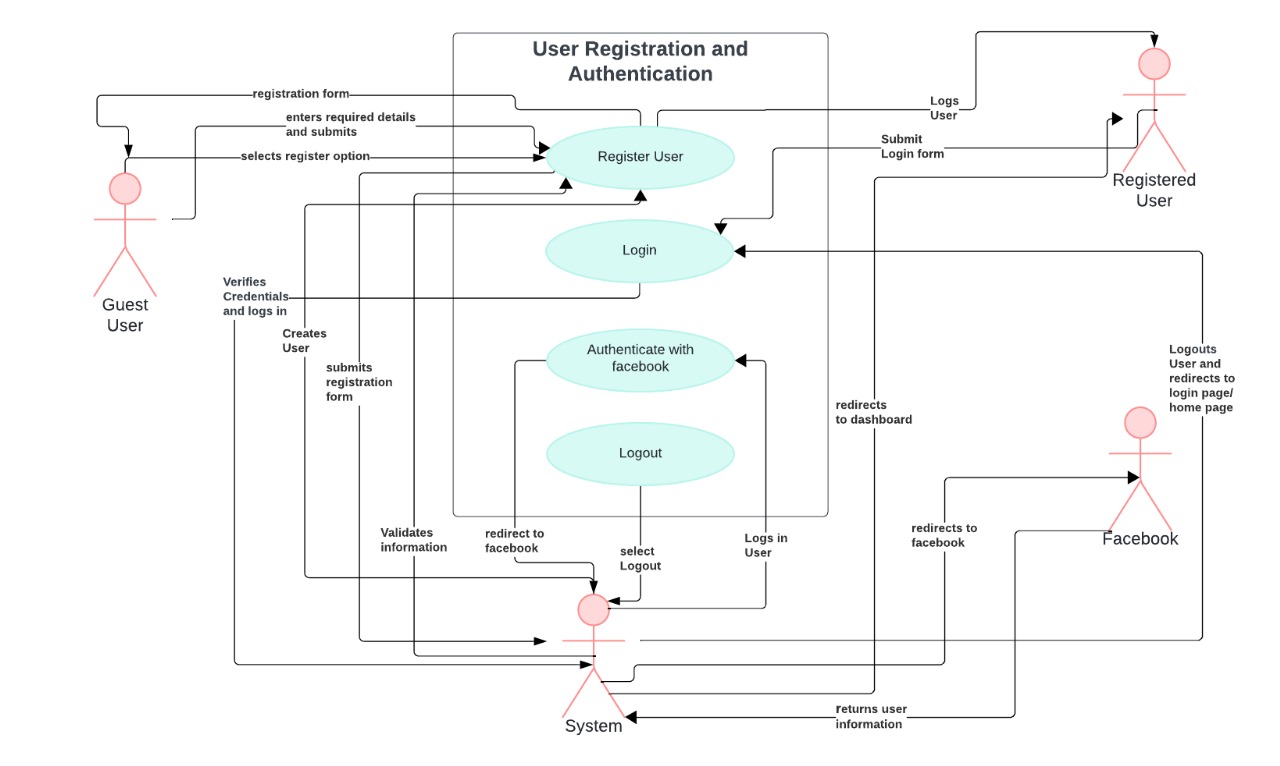 User Registration and
Authentication
registration form
Logs
User
enters required details
and submits
Submit
Login form
selects register option
Register User
Registered
User
Login
Verifies
Credentials
and logs in
Guest
User
Creates
User
submits
registration
form
Authenticate with
facebook
Logouts
User and
redirects to
login page/
home page
redirects
to dashboard
Logout
Validates
information
redirect to
facebook
select
Logout
Logs in
User
redirects to
facebook
Facebook
returns user
information
System